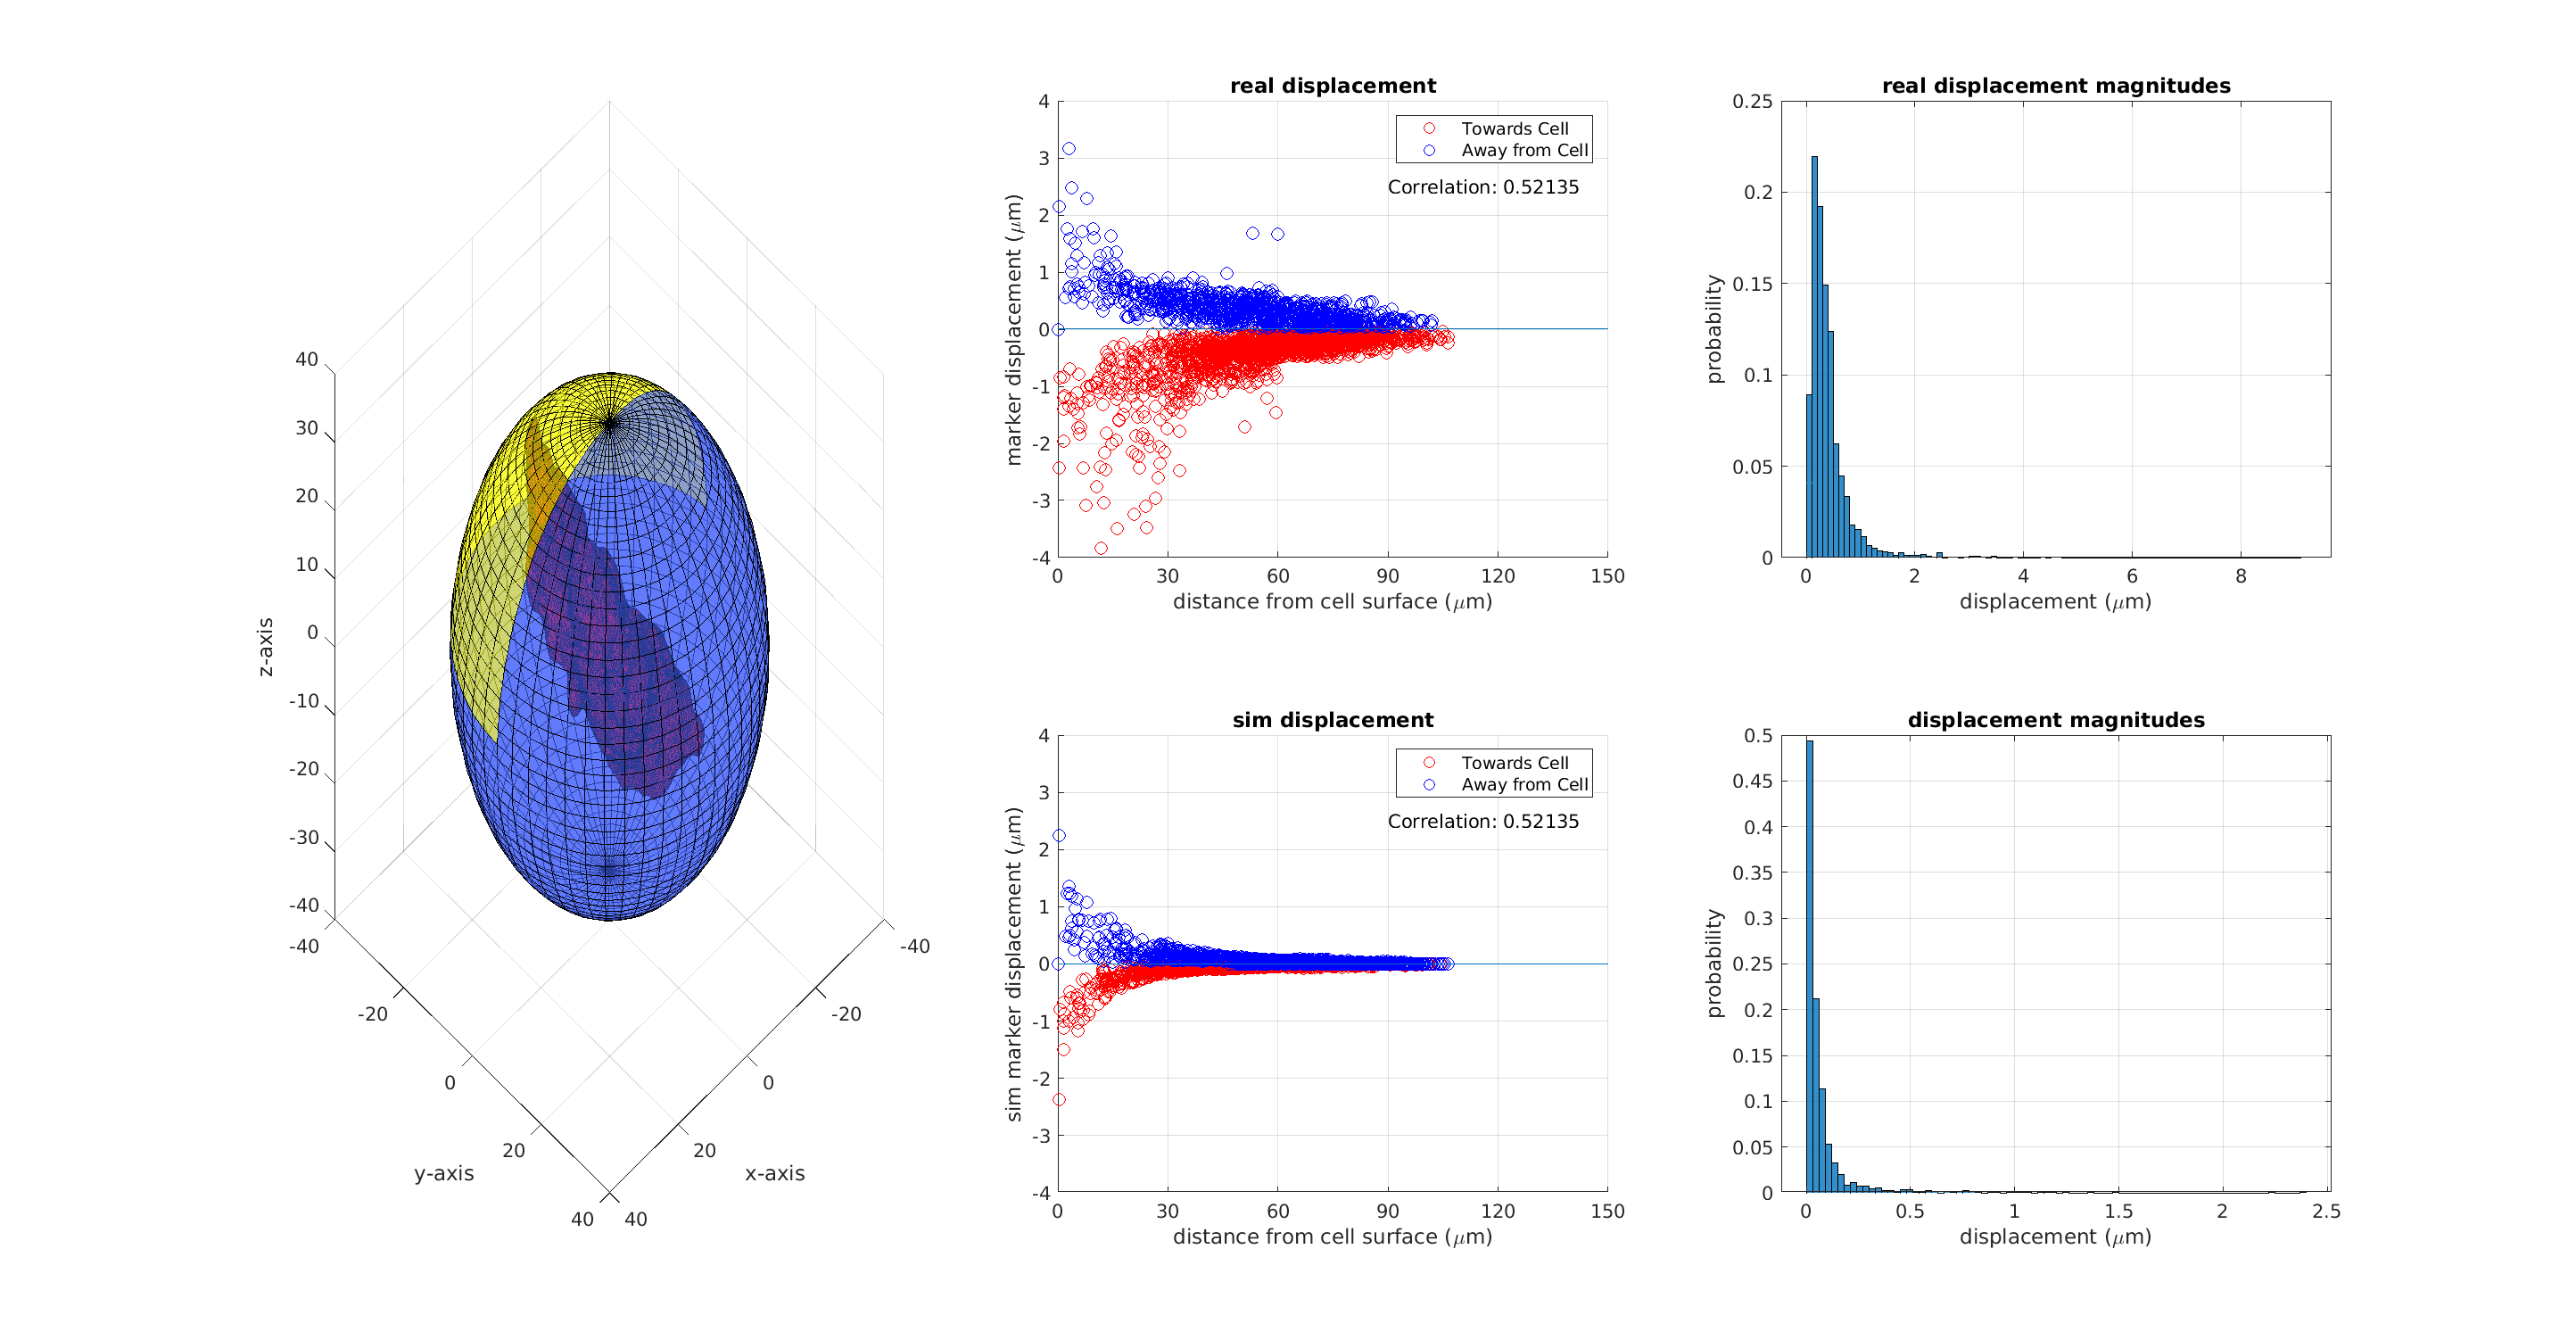 40
30
20
10
0
-10
-20
-30
-40
z-axis
-40
-20
0
20
40
y-axis
-40
-20
0
20
40
x-axis
real displacement
4
3
2
1
0
-1
-2
-3
-4
marker displacement (μm)
Towards Cell
Away from Cell
Correlation: 0.52135
0 30 60 90 120 150
distance from cell surface (μm)
real displacement magnitudes
0.25
0.2
0.15
0.1
0.05
0
probability
0 2 4 6 8
displacement (μm)
sim displacement
4
3
2
1
0
-1
-2
-3
-4
sim marker displacement (μm)
Towards Cell
Away from Cell
Correlation: 0.52135
0 30 60 90 120 150
distance from cell surface (μm)
displacement magnitudes
0.5
0.45
0.4
0.35
0.3
0.25
0.2
0.15
0.1
0.05
0
probability
0 0.5 1 1.5 2 2.5
displacement (μm)